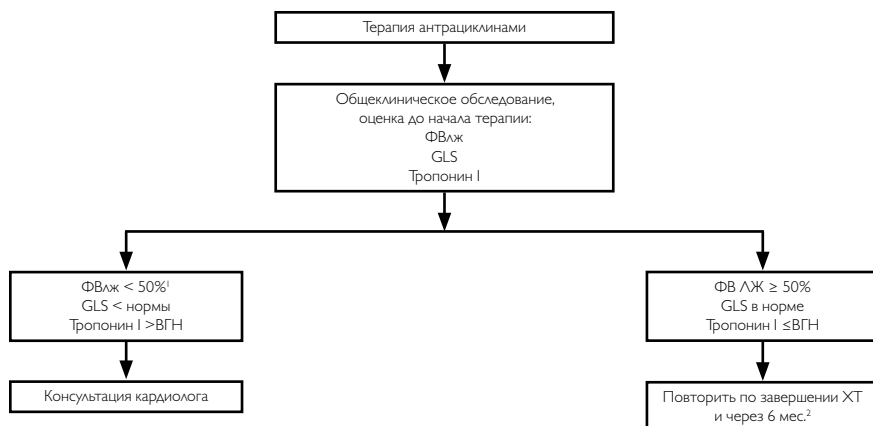 Терапия антрациклинами
Общеклиническое обследование,
оценка до начала терапии:
ФВлж
GLS
Тропонин I
ФВлж < 50%¹
GLS < нормы
Тропонин I >ВГН
Консультация кардиолога
ФВ ЛЖ ≥ 50%
GLS в норме
Тропонин I ≤ВГН
Повторить по завершении ХТ
и через 6 мес.²